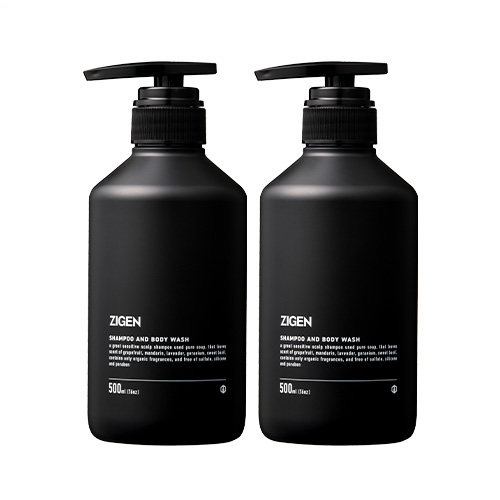 ZIGEN
SHAMPOO AND BODY WASH
a great sensitive scalp shampoo used pure soap, that leaves
scent of grapefruit, mandarin, lavender, geranium, sweet basil,
contains only organic fragrances, and free of sulfate, silicone
and paraben
500ml (16oz)
ZIGEN
SHAMPOO AND BODY WASH
a great sensitive scalp shampoo used pure soap, that leaves
scent of grapefruit, mandarin, lavender, geranium, sweet basil,
contains only organic fragrances, and free of sulfate, silicone
and paraben
500ml (16oz)